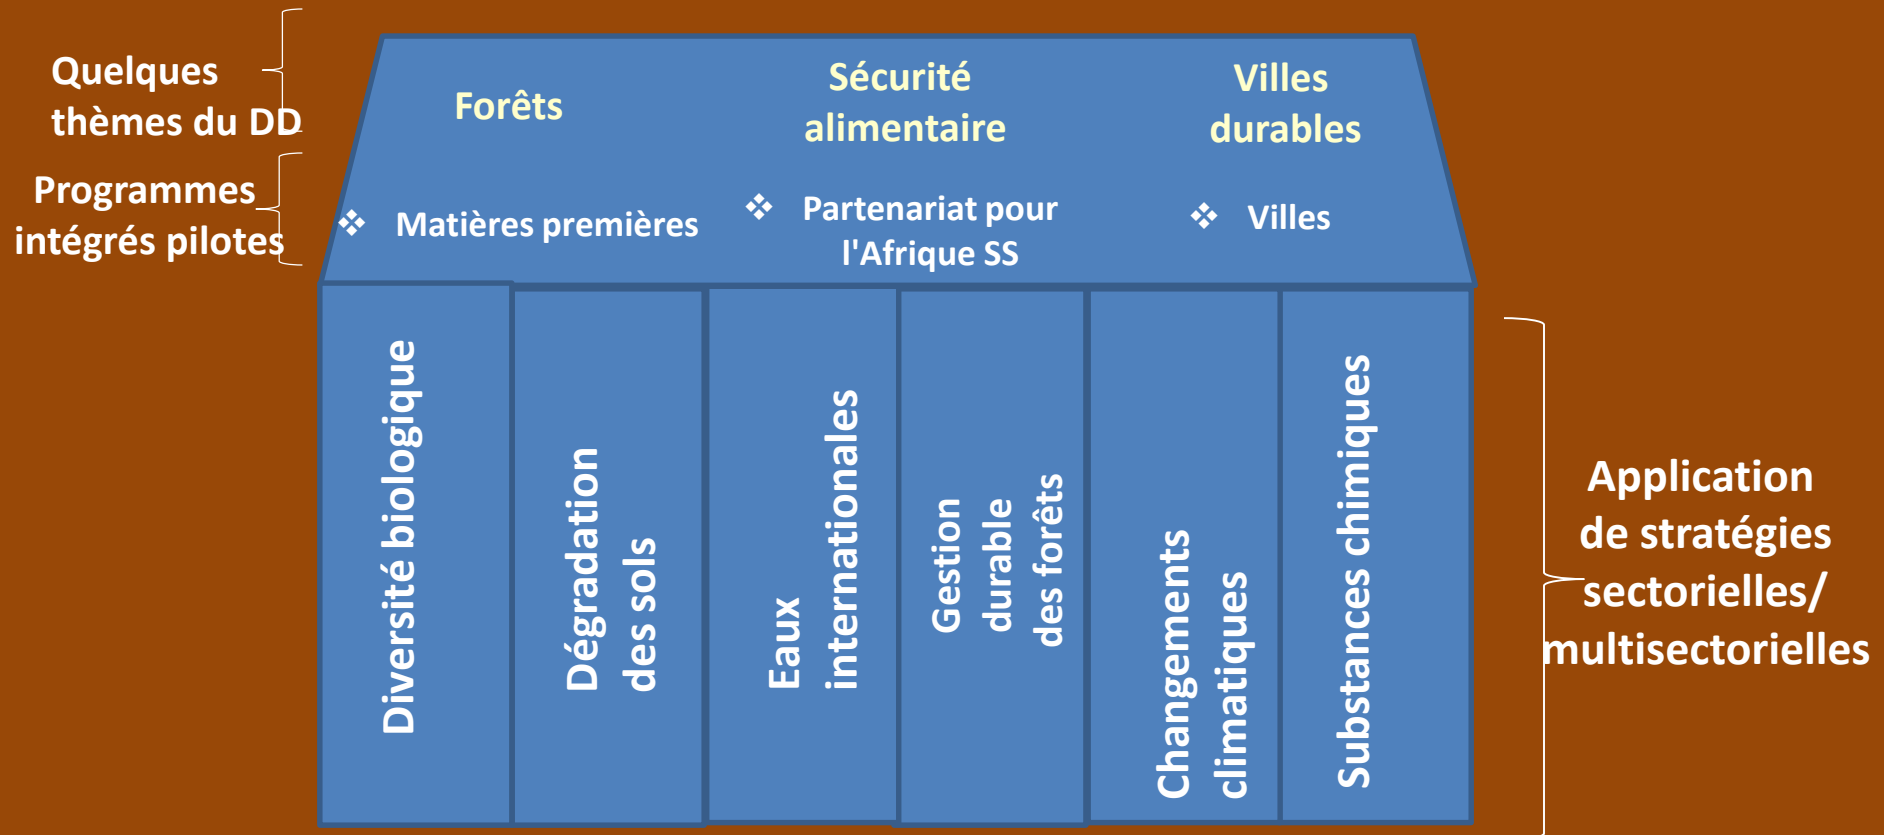 Quelques
thèmes du DD
Forêts
Sécurité
alimentaire
Villes
durables
Programmes
intégrés pilotes
❖ Matières premières
❖ Partenariat pour
l'Afrique SS
❖ Villes
Diversité biologique
Dégradation
des sols
Eaux
internationales
Gestion
durable
des forêts
Changements
climatiques
Substances chimiques
Application
de stratégies
sectorielles/
multisectorielles